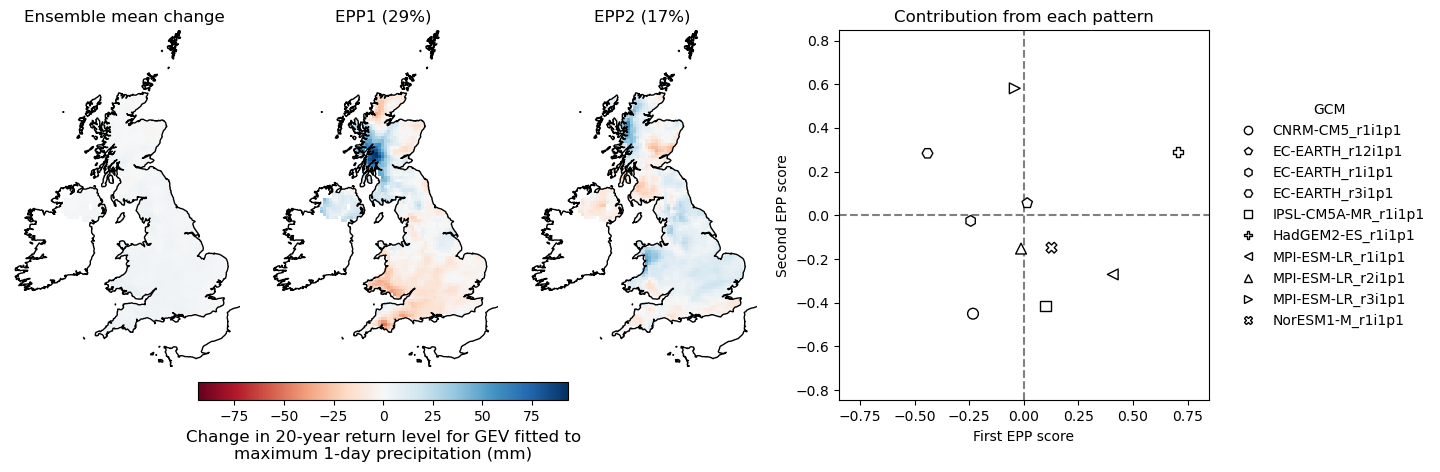 Ensemble mean change
EPP1 (29%)
EPP2 (17%)
Contribution from each pattern
−75 −50 −25 0 25 50 75
Change in 20-year return level for GEV fitted to
maximum 1-day precipitation (mm)
Second EPP score
0.8
0.6
0.4
0.2
0.0
−0.2
−0.4
−0.6
−0.8
−0.75 −0.50 −0.25 0.00 0.25 0.50 0.75
First EPP score
GCM
CNRM-CM5_r1i1p1
EC-EARTH_r12i1p1
EC-EARTH_r1i1p1
EC-EARTH_r3i1p1
IPSL-CM5A-MR_r1i1p1
HadGEM2-ES_r1i1p1
MPI-ESM-LR_r1i1p1
MPI-ESM-LR_r2i1p1
MPI-ESM-LR_r3i1p1
NorESM1-M_r1i1p1